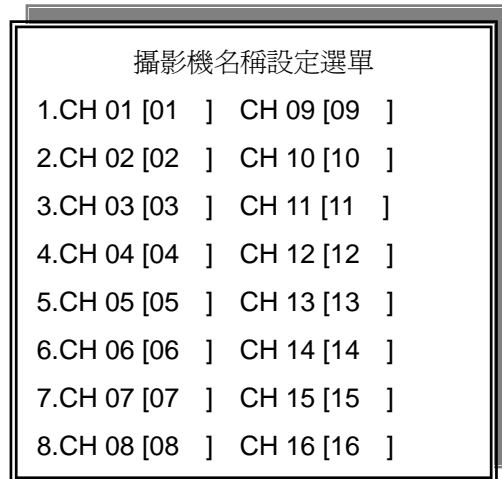 攝影機名稱設定選單
1.CH 01 [01 ] CH 09 [09 ]
2.CH 02 [02 ] CH 10 [10 ]
3.CH 03 [03 ] CH 11 [11 ]
4.CH 04 [04 ] CH 12 [12 ]
5.CH 05 [05 ] CH 13 [13 ]
6.CH 06 [06 ] CH 14 [14 ]
7.CH 07 [07 ] CH 15 [15 ]
8.CH 08 [08 ] CH 16 [16 ]